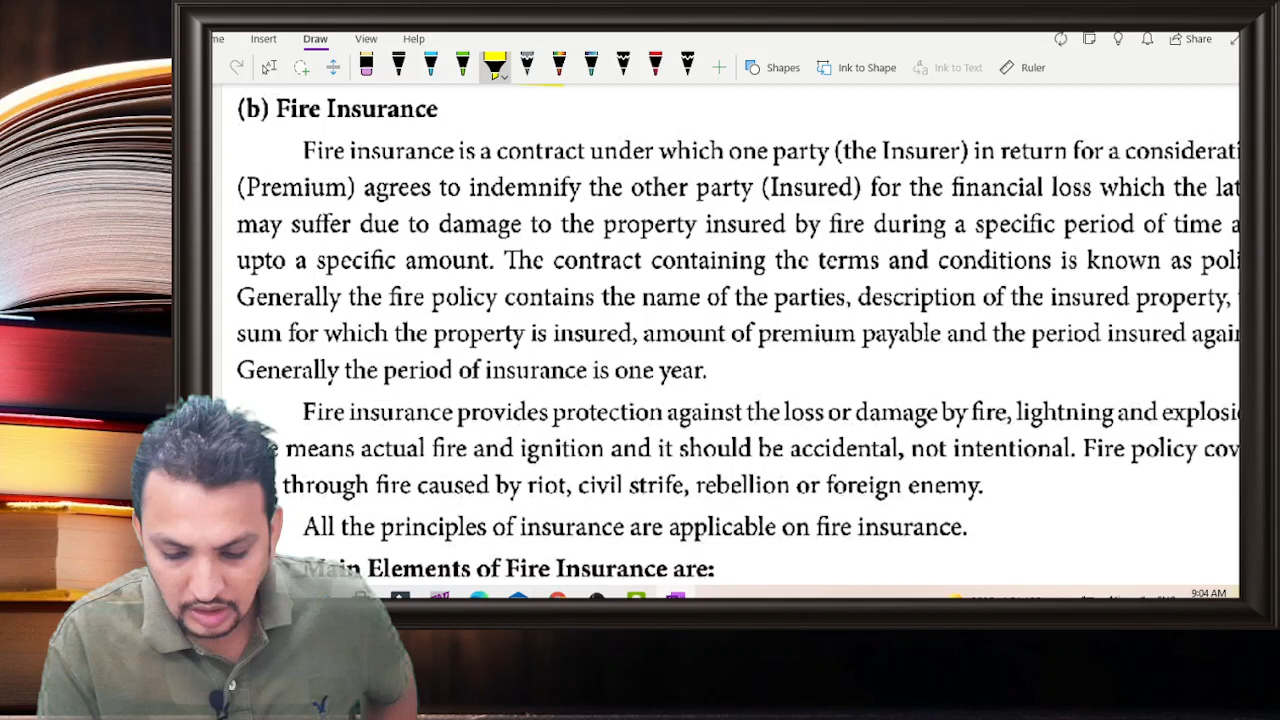 me Insert Draw View Help Share
Ink to Shape Ink to Text Ruler Shapes
(b) Fire Insurance
Fire insurance is a contract under which one party (the Insurer) in return for a considerati
(Premium) agrees to indemnify the other party (Insured) for the financial loss which the lat
may suffer due to damage to the property insured by fire during a specific period of time a
upto a specific amount. The contract containing the terms and conditions is known as poli
Generally the fire policy contains the name of the parties, description of the insured property,
sum for which the property is insured, amount of premium payable and the period insured again
Generally the period of insurance is one year.
Fire insurance provides protection against the loss or damage by fire, lightning and explosi
means actual fire and ignition and it should be accidental, not intentional. Fire policy cov
through fire caused by riot, civil strife, rebellion or foreign enemy.
All the principles of insurance are applicable on fire insurance.
Main Elements of Fire Insurance are:
9:04 AM